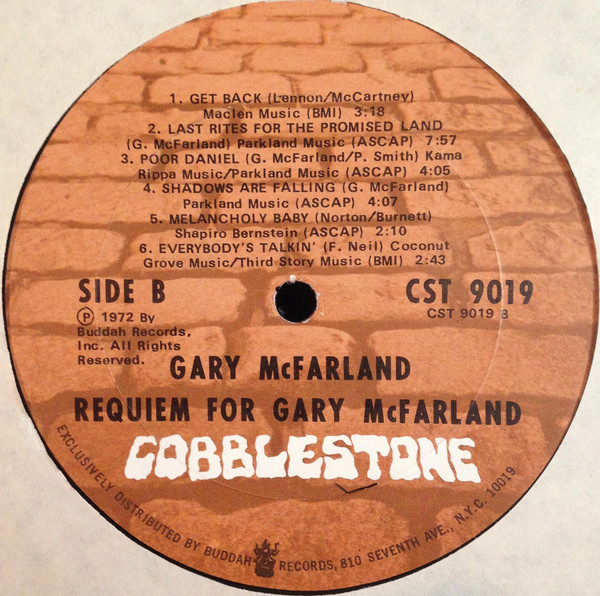 1. GET BACK (Lennon/McCartney)
Maclen Music (BMI) 3:18
2. LAST RITES FOR THE PROMISED LAND
(G. McFarland) Parkland Music (ASCAP) 7:57
3. POOR DANIEL (G. McFarland/P. Smith) Kama
Rippa Music/Parkland Music (ASCAP) 4:05
4. SHADOWS ARE FALLING (G. McFarland)
Parkland Music (ASCAP) 4:07
5. MELANCHOLY BABY (Norton/Burnett)
Shapiro Bernstein (ASCAP) 2:10
6. EVERYBODY'S TALKIN' (F. Neil) Coconut
Grove Music/Third Story Music (BMI) 2:43
SIDE B
℗ 1972 By
Buddah Records,
Inc. All Rights
Reserved.
CST 9019
CST 9019 B
GARY McFARLAND
REQUIEM FOR GARY McFARLAND
COBBLESTONE
EXCLUSIVELY DISTRIBUTED BY BUDDAH RECORDS, 810 SEVENTH AVE., N.Y.C. 10019